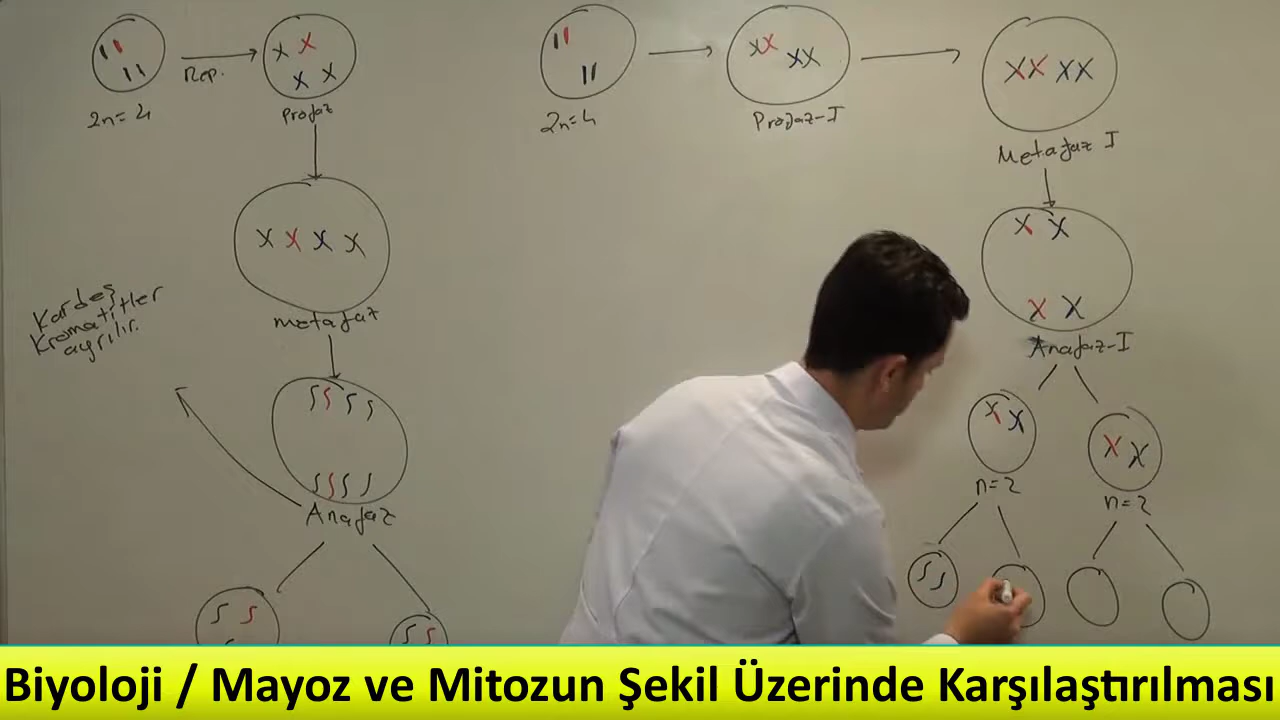 2n=4
Rep.
Profaz
metafaz
Kardeş
Kromatitler
ayrılır.
Anafaz
2n=4
Profaz-I
Metafaz I
Anafaz-I
n=2
n=2
Biyoloji / Mayoz ve Mitozun Şekil Üzerinde Karşılaştırılması